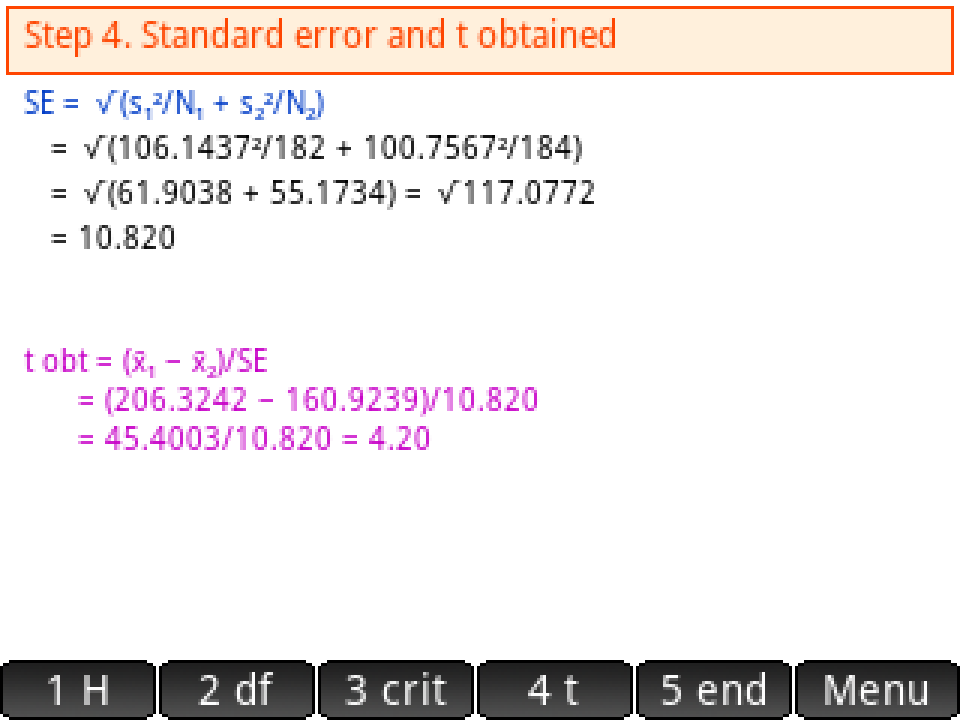 Step 4. Standard error and t obtained
SE = √(s₁²/N₁ + s₂²/N₂)
= √(106.1437²/182 + 100.7567²/184)
= √(61.9038 + 55.1734) = √117.0772
= 10.820
t obt = (x̄₁ − x̄₂)/SE
= (206.3242 − 160.9239)/10.820
= 45.4003/10.820 = 4.20
1 H 2 df 3 crit 4 t 5 end Menu